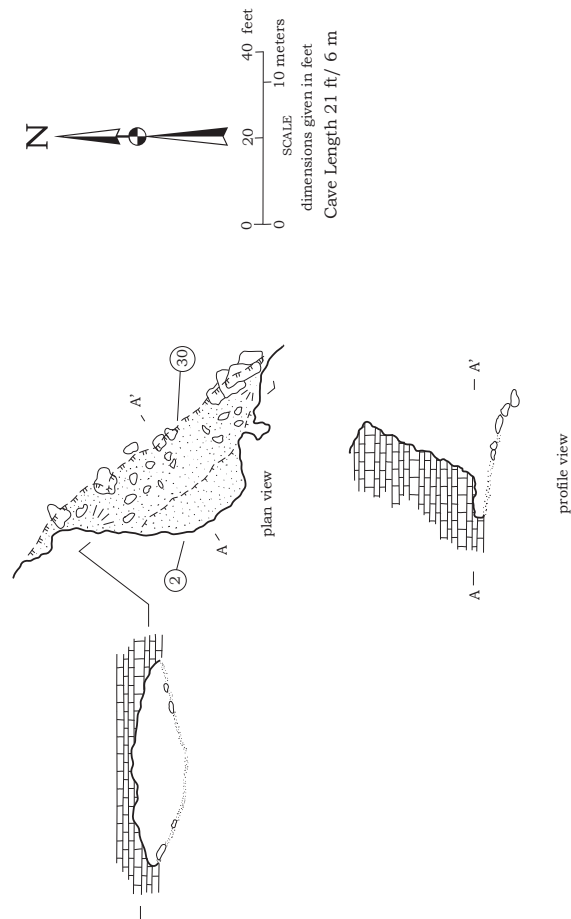 N
0 20 40 feet
0 10 meters
SCALE
dimensions given in feet
Cave Length 21 ft/ 6 m
A'
30
2
A
plan view
A A'
profile view